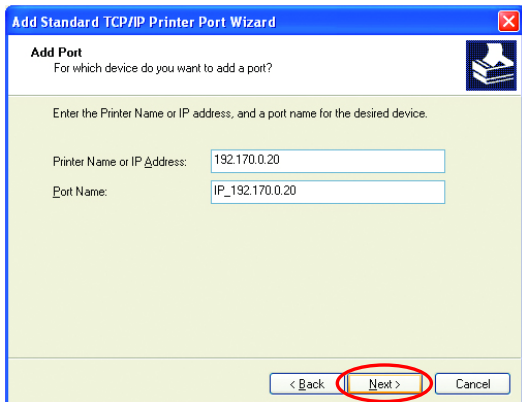 Add Standard TCP/IP Printer Port Wizard
Add Port
For which device do you want to add a port?
Enter the Printer Name or IP address, and a port name for the desired device.
Printer Name or IP Address: 192.170.0.20
Port Name: IP_192.170.0.20
< Back Next > Cancel